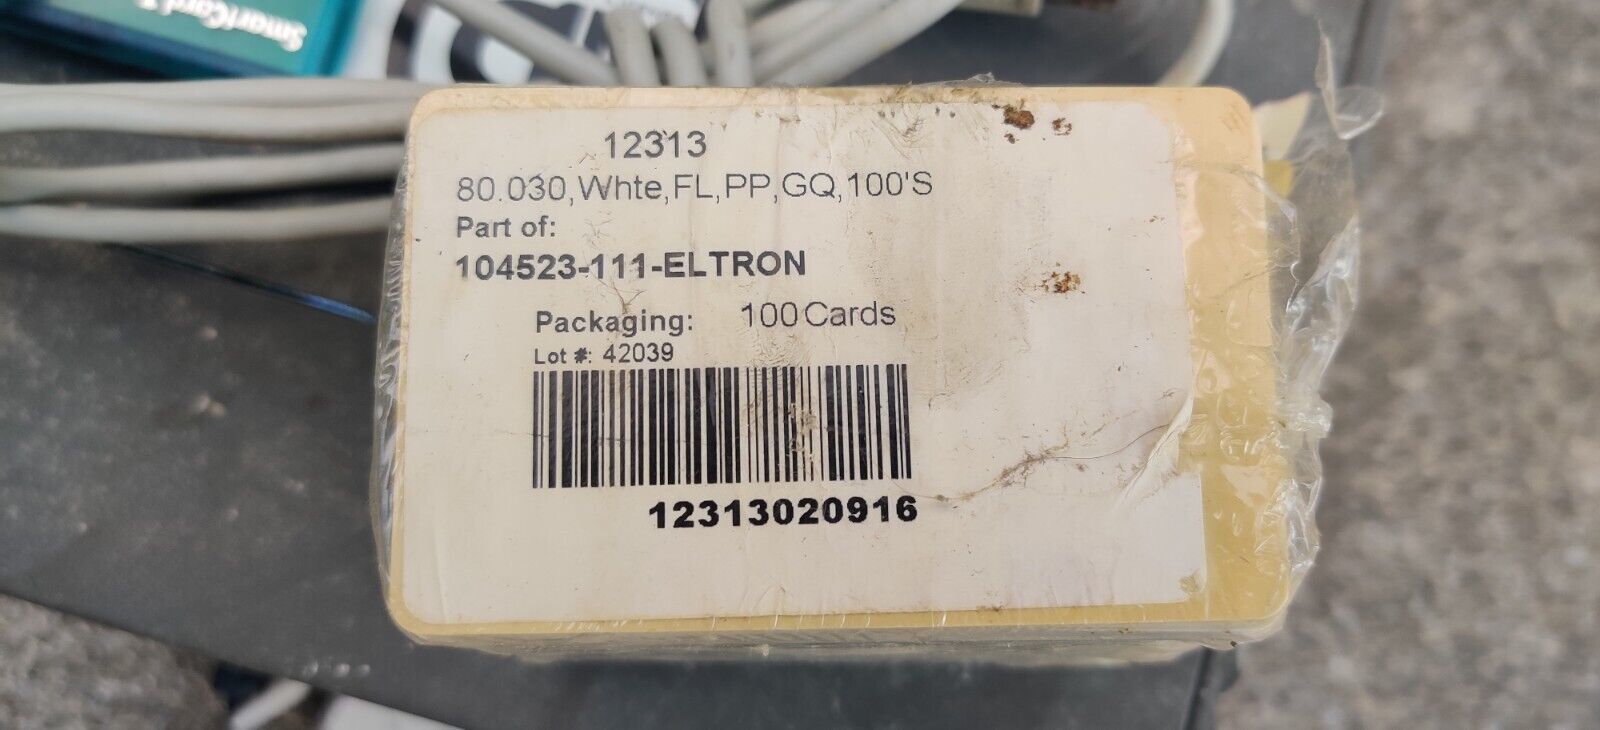 SmartCard
12313
80.030,Whte,FL,PP,GQ,100'S
Part of:
104523-111-ELTRON
Packaging: 100 Cards
Lot #: 42039
12313020916